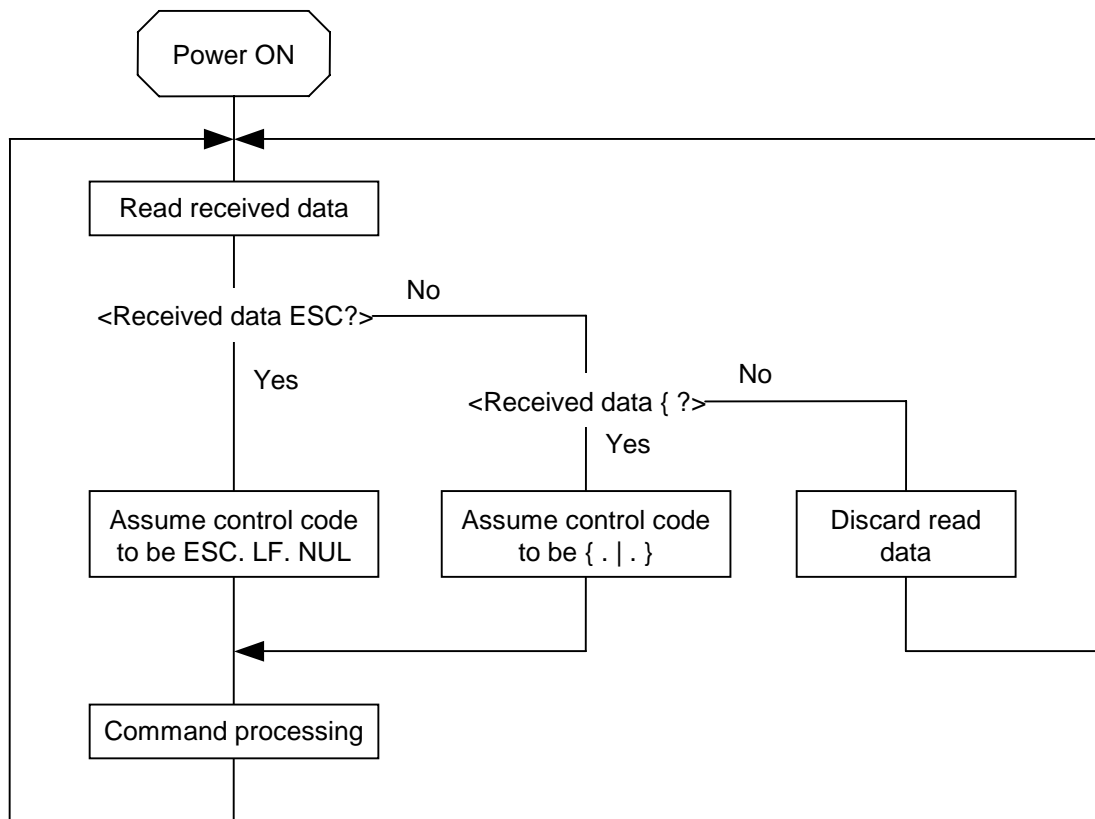 Power ON
Read received data
No
<Received data ESC?>
Yes
No
<Received data { ?>
Yes
Assume control code
to be ESC. LF. NUL
Assume control code
to be { . | . }
Discard read
data
Command processing